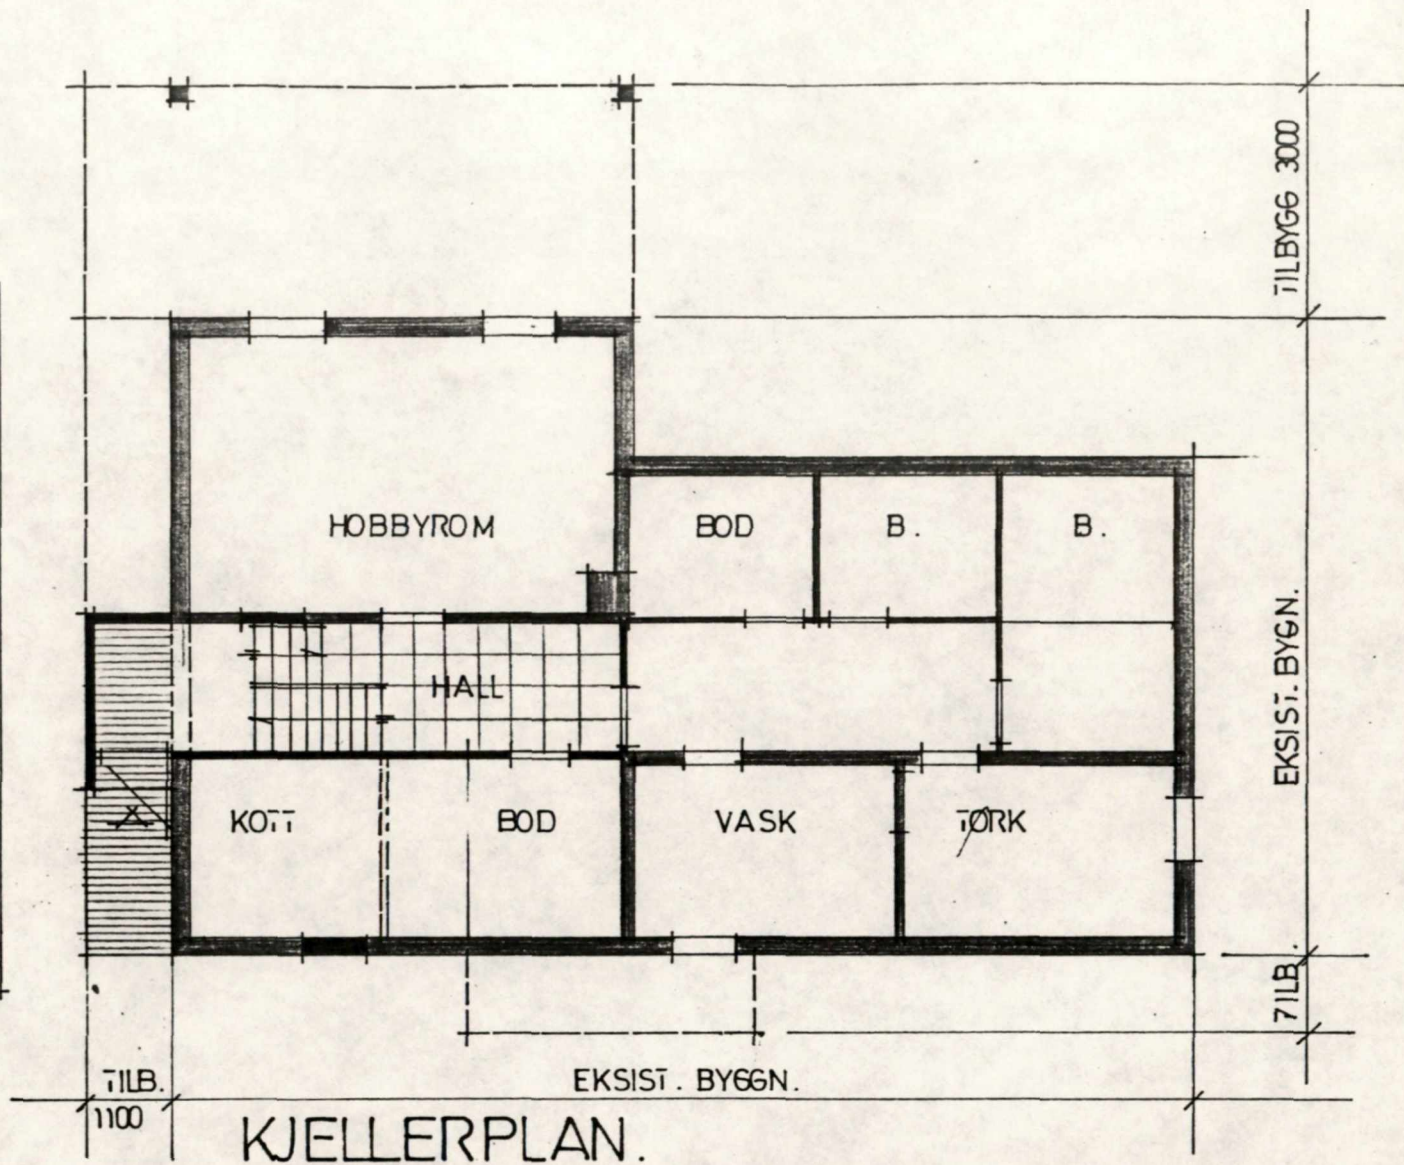 TILBYGG 3000
HOBBYROM
BOD
B.
B.
HALL
EKSIST. BYGN.
KOTT
BOD
VASK
TØRK
TILB.
TILB.
EKSIST. BYGGN.
1100
KJELLERPLAN.